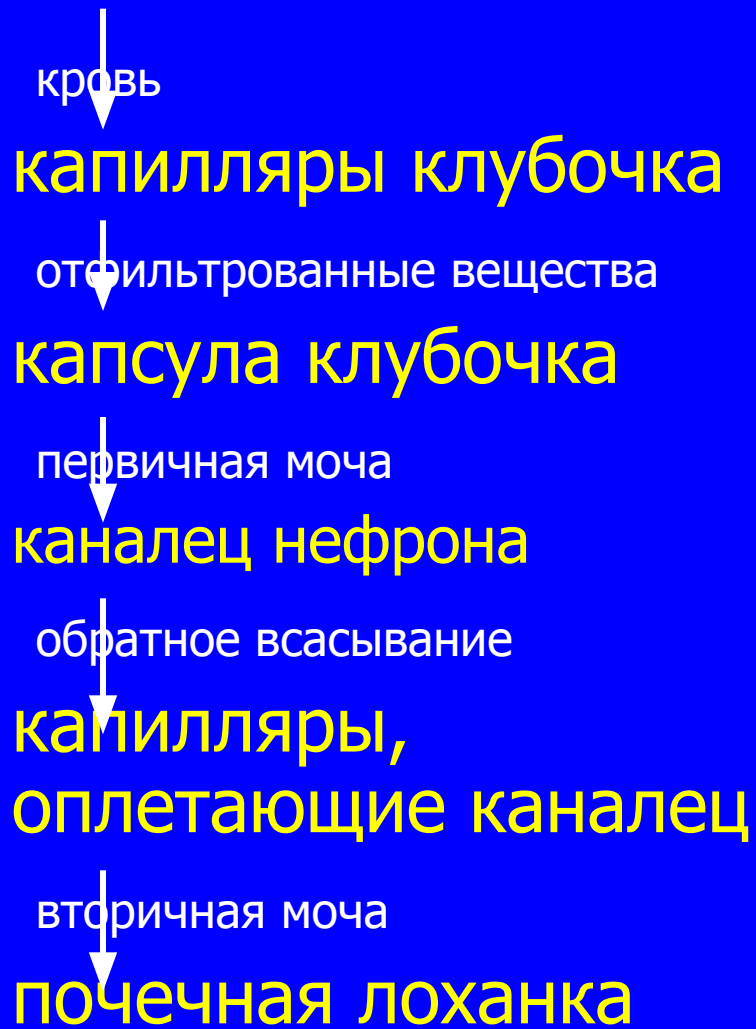 кровь
капилляры клубочка
отфильтрованные вещества
капсула клубочка
первичная моча
каналец нефрона
обратное всасывание
капилляры,
оплетающие каналец
вторичная моча
почечная лоханка